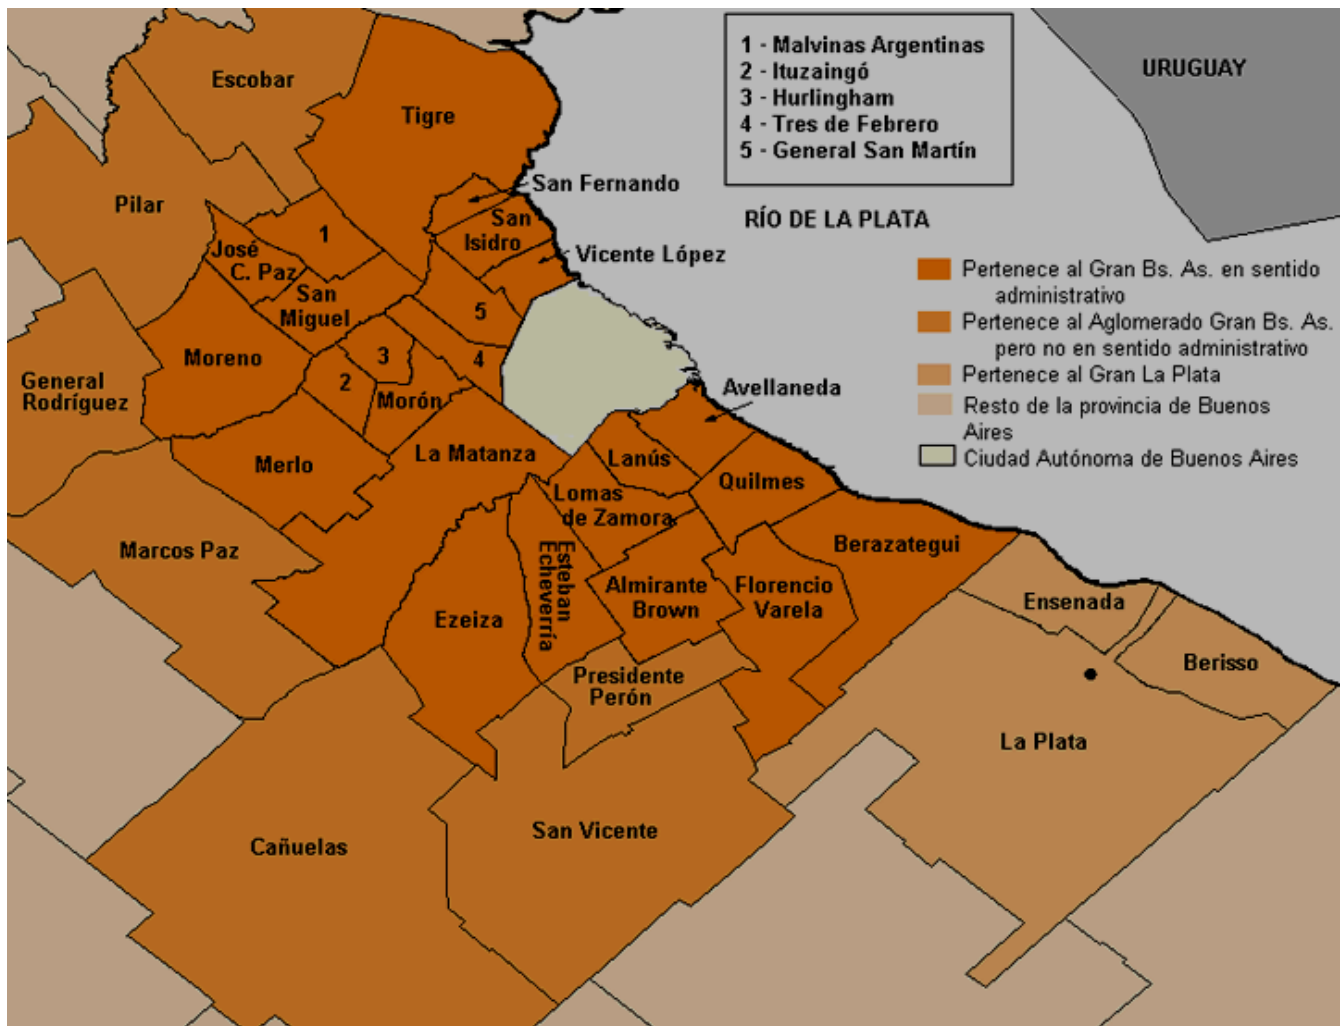 1 - Malvinas Argentinas
2 - Ituzaingó
3 - Hurlingham
4 - Tres de Febrero
5 - General San Martín
URUGUAY
Escobar
Tigre
San Fernando
Pilar
San
Isidro
RÍO DE LA PLATA
1
José
C. Paz
Vicente López
Pertenece al Gran Bs. As. en sentido
administrativo
Pertenece al Aglomerado Gran Bs. As.
pero no en sentido administrativo
Pertenece al Gran La Plata
Resto de la provincia de Buenos
Aires
Ciudad Autónoma de Buenos Aires
San
Miguel
5
Moreno
3
4
General
Rodríguez
2
Morón
Avellaneda
Merlo
La Matanza
Lanús
Quilmes
Lomas
de Zamora
Marcos Paz
Berazategui
Esteban
Echeverría
Almirante
Brown
Florencio
Varela
Ezeiza
Ensenada
Berisso
Presidente
Perón
La Plata
Cañuelas
San Vicente